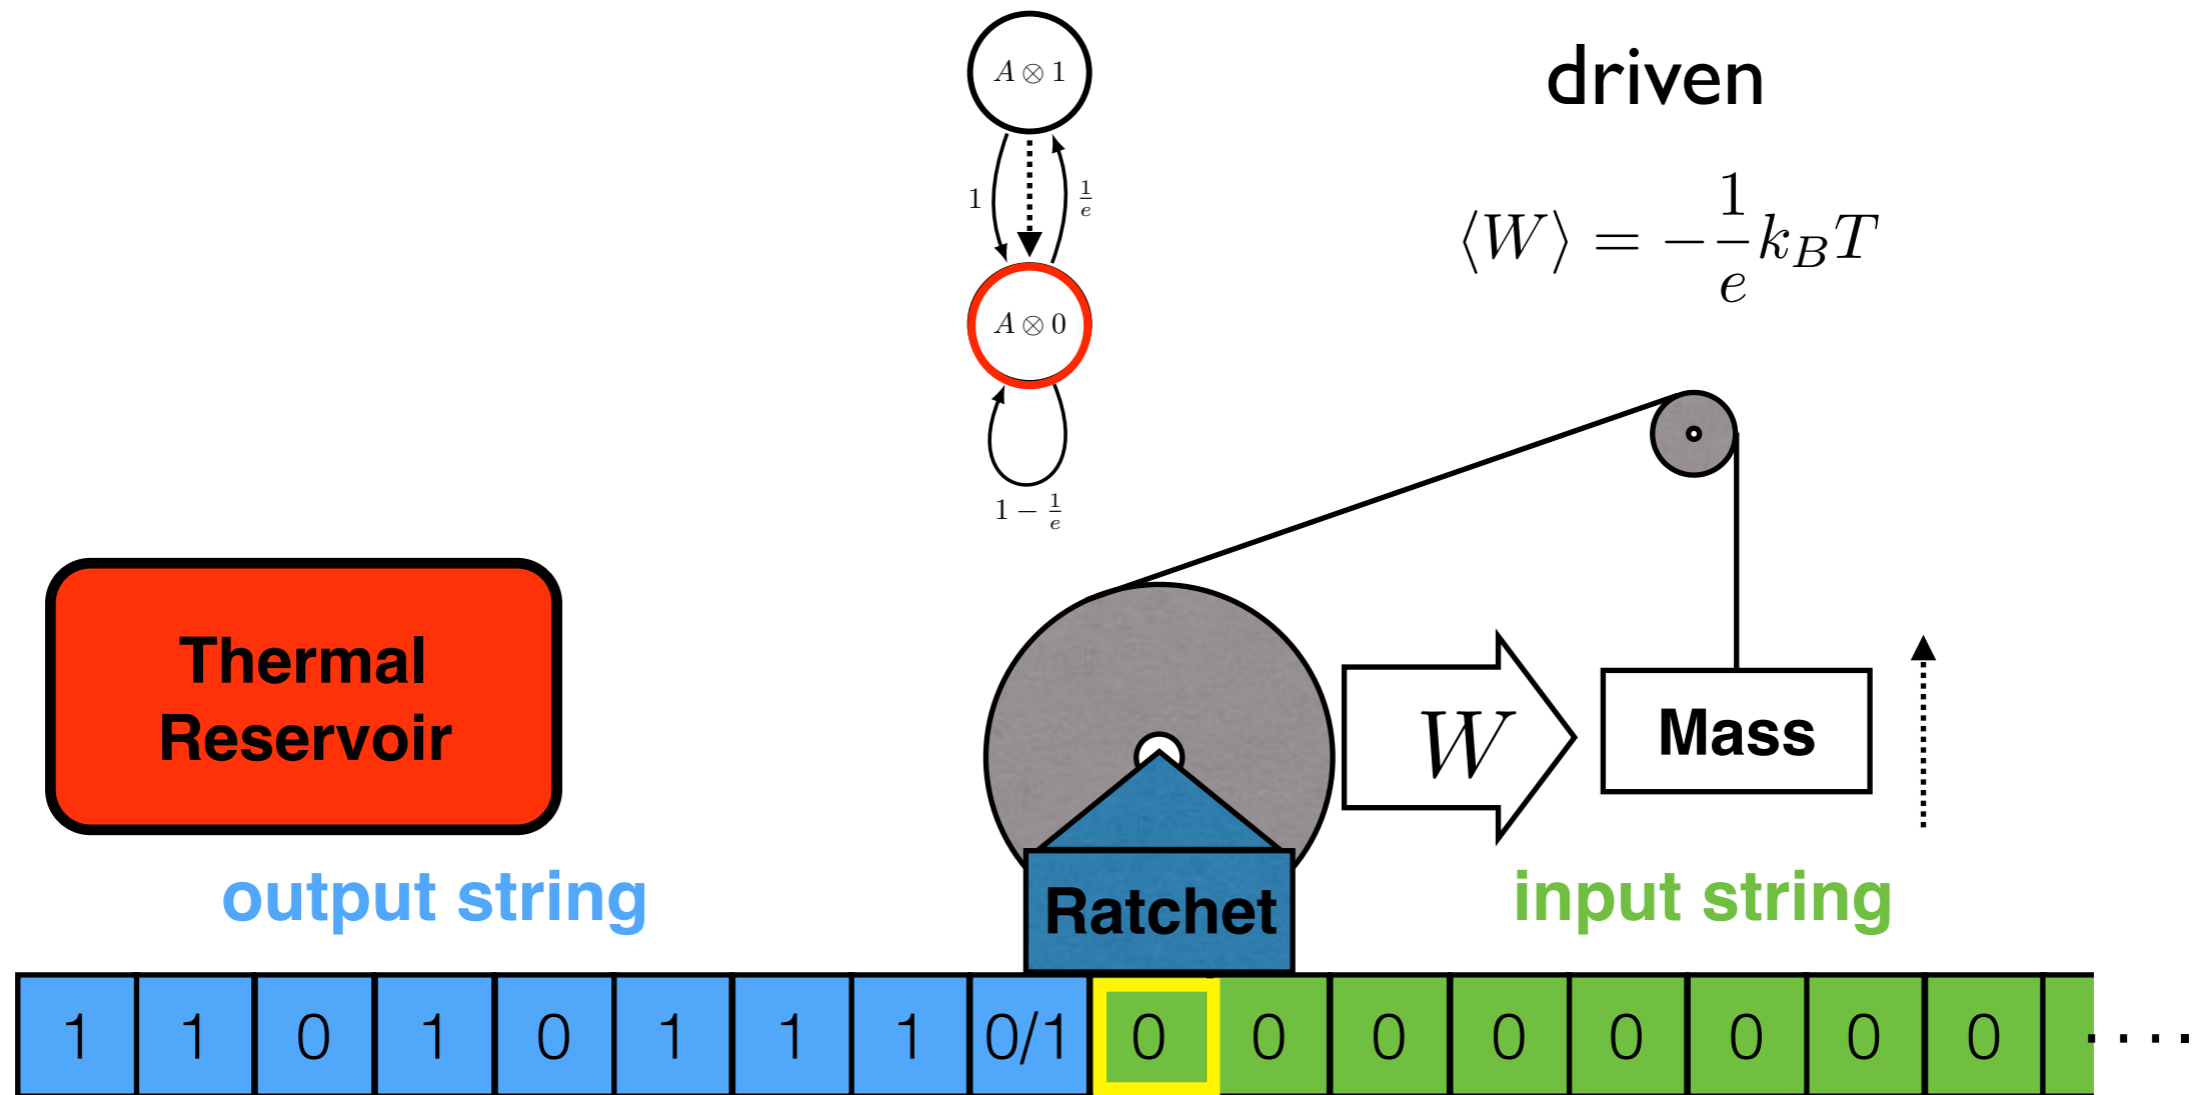 A ⊗ 1
driven
1
1/e
⟨W⟩ = −1/e k_B T
A ⊗ 0
1 − 1/e
Thermal
Reservoir
W
Mass
output string
Ratchet
input string
1 1 0 1 0 1 1 1 0/1 0 0 0 0 0 0 0 0 ....